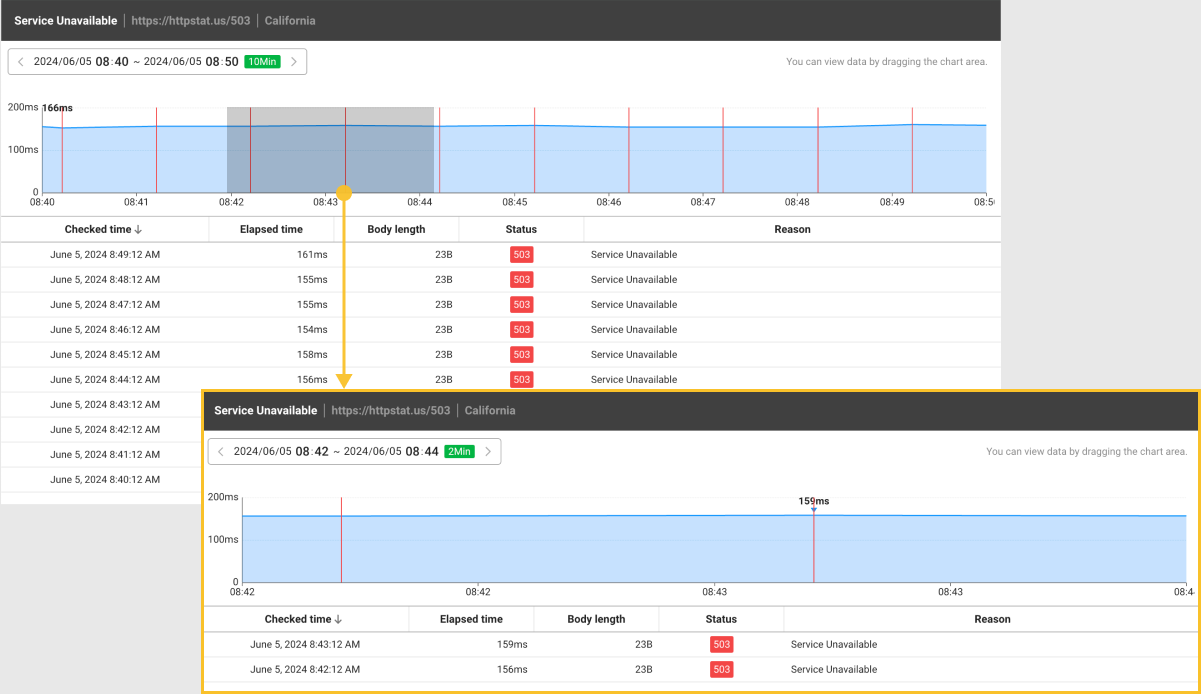 Service Unavailable | https://httpstat.us/503 | California
2024/06/05 08:40 ~ 2024/06/05 08:50 10Min
You can view data by dragging the chart area.
200ms
166ms
100ms
0
08:40 08:41 08:42 08:43 08:44 08:45 08:46 08:47 08:48 08:49 08:50
Checked time ↓ Elapsed time Body length Status Reason
June 5, 2024 8:49:12 AM 161ms 23B 503 Service Unavailable
June 5, 2024 8:48:12 AM 155ms 23B 503 Service Unavailable
June 5, 2024 8:47:12 AM 155ms 23B 503 Service Unavailable
June 5, 2024 8:46:12 AM 154ms 23B 503 Service Unavailable
June 5, 2024 8:45:12 AM 158ms 23B 503 Service Unavailable
June 5, 2024 8:44:12 AM 156ms 23B 503 Service Unavailable
June 5, 2024 8:43:12 AM
June 5, 2024 8:42:12 AM
June 5, 2024 8:41:12 AM
June 5, 2024 8:40:12 AM
Service Unavailable | https://httpstat.us/503 | California
2024/06/05 08:42 ~ 2024/06/05 08:44 2Min
You can view data by dragging the chart area.
200ms
159ms
100ms
0
08:42 08:42 08:43 08:43 08:4
Checked time ↓ Elapsed time Body length Status Reason
June 5, 2024 8:43:12 AM 159ms 23B 503 Service Unavailable
June 5, 2024 8:42:12 AM 156ms 23B 503 Service Unavailable